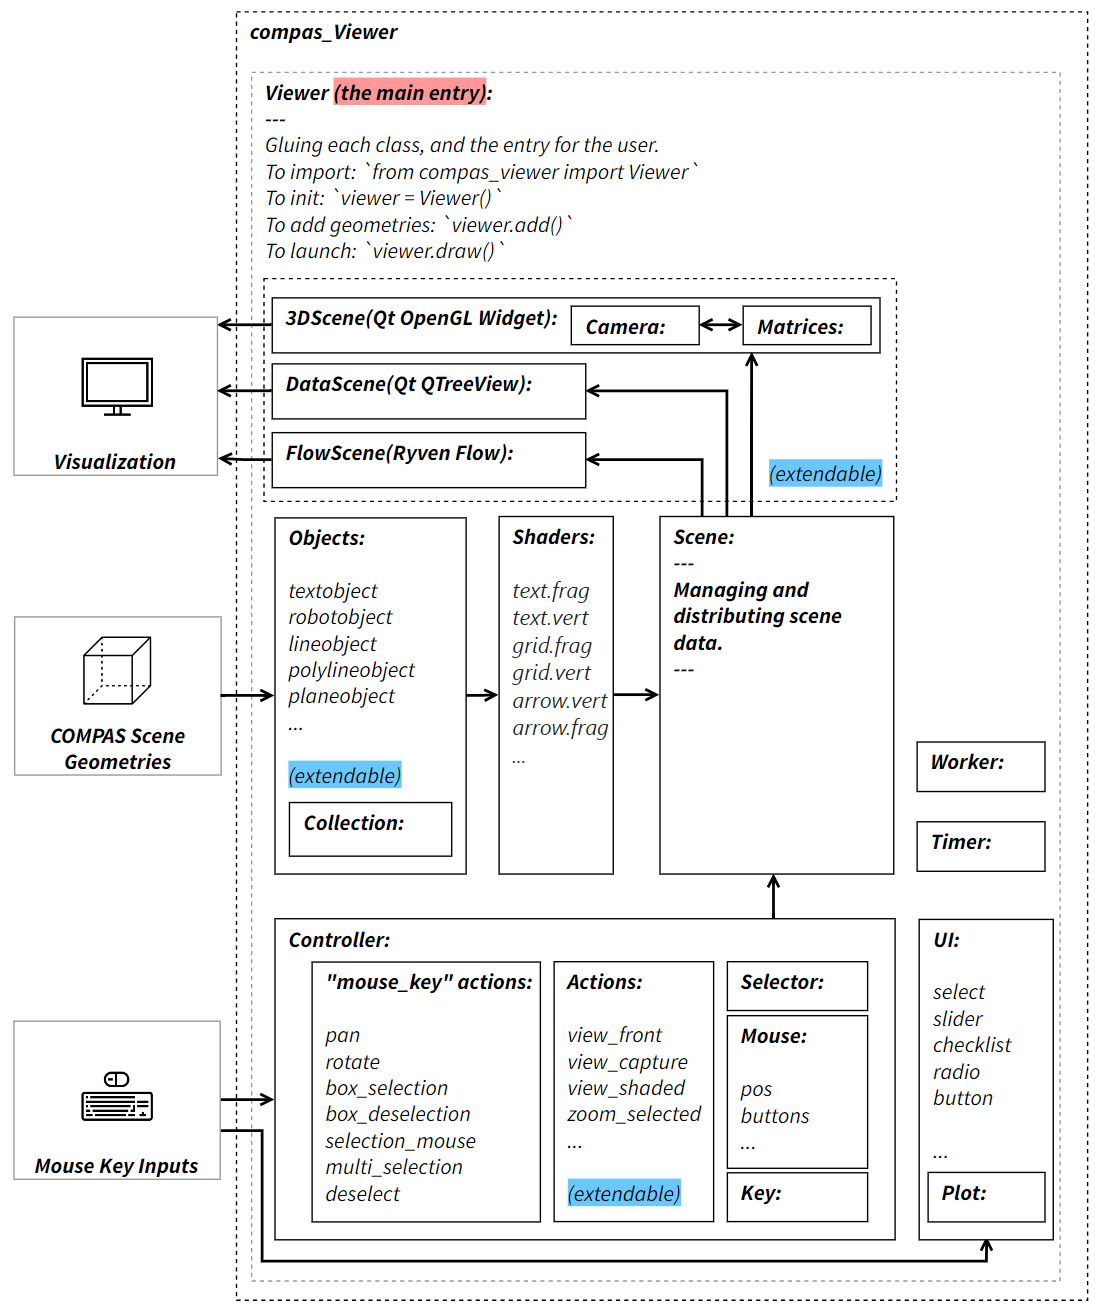 compas_Viewer
Viewer (the main entry):
---
Gluing each class, and the entry for the user.
To import: `from compas_viewer import Viewer`
To init: `viewer = Viewer()`
To add geometries: `viewer.add()`
To launch: `viewer.draw()`
3DScene(Qt OpenGL Widget):
Camera:
Matrices:
DataScene(Qt QTreeView):
FlowScene(Ryven Flow):
(extendable)
Visualization
Objects:
textobject
robotobject
lineobject
polylineobject
planeobject
...
(extendable)
Collection:
Shaders:
text.frag
text.vert
grid.frag
grid.vert
arrow.vert
arrow.frag
...
Scene:
---
Managing and
distributing scene
data.
---
COMPAS Scene
Geometries
Worker:
Timer:
Controller:
"mouse_key" actions:
pan
rotate
box_selection
box_deselection
selection_mouse
multi_selection
deselect
Actions:
view_front
view_capture
view_shaded
zoom_selected
...
(extendable)
Selector:
Mouse:
pos
buttons
...
Key:
UI:
select
slider
checklist
radio
button
...
Plot:
Mouse Key Inputs